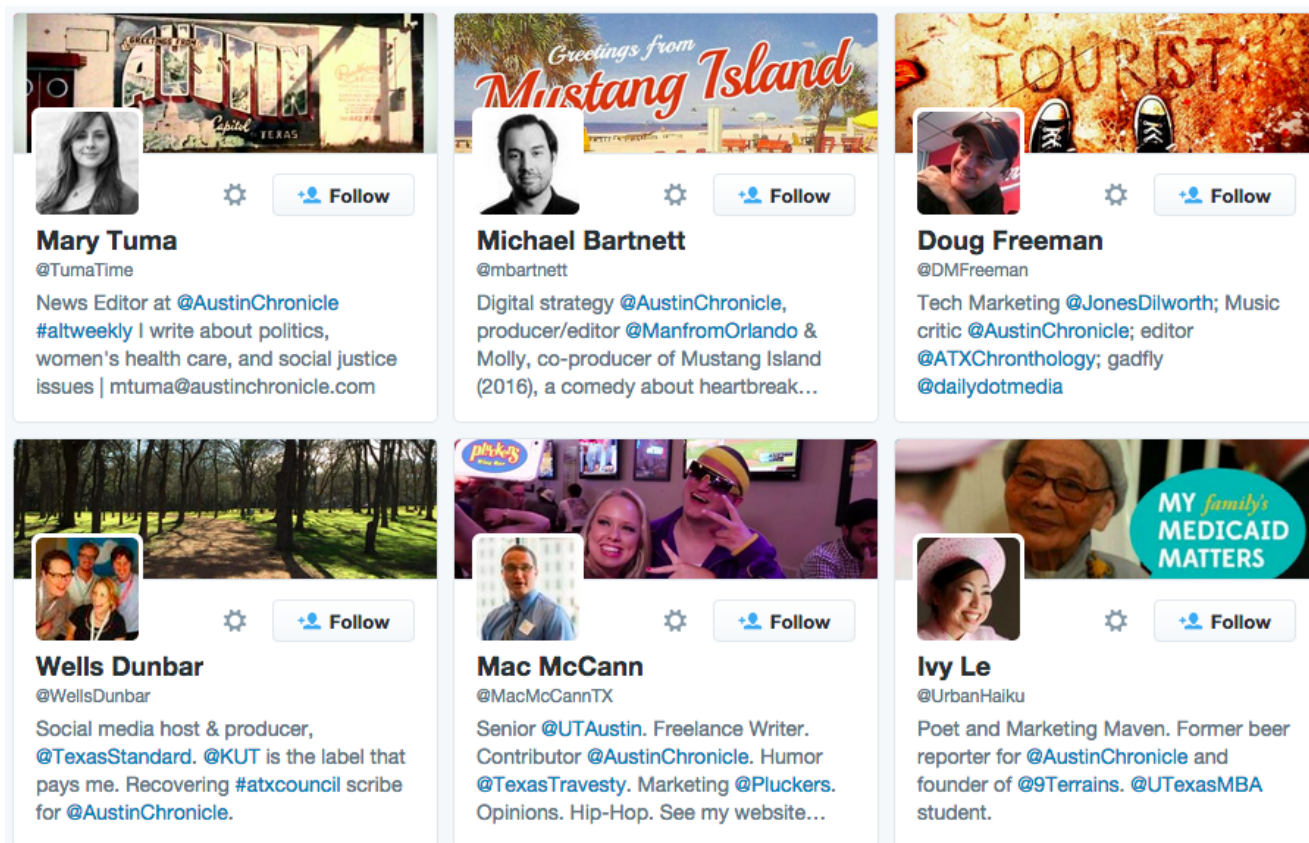 GREETINGS FROM
AUSTIN
Capitol
TEXAS
Follow
Mary Tuma
@TumaTime
News Editor at @AustinChronicle
#altweekly I write about politics,
women's health care, and social justice
issues | mtuma@austinchronicle.com
Greetings from
Mustang Island
Follow
Michael Bartnett
@mbartnett
Digital strategy @AustinChronicle,
producer/editor @ManfromOrlando &
Molly, co-producer of Mustang Island
(2016), a comedy about heartbreak...
TOURIST
Follow
Doug Freeman
@DMFreeman
Tech Marketing @JonesDilworth; Music
critic @AustinChronicle; editor
@ATXChronthology; gadfly
@dailydotmedia
Follow
Wells Dunbar
@WellsDunbar
Social media host & producer,
@TexasStandard. @KUT is the label that
pays me. Recovering #atxcouncil scribe
for @AustinChronicle.
pluckers
Follow
Mac McCann
@MacMcCannTX
Senior @UTAustin. Freelance Writer.
Contributor @AustinChronicle. Humor
@TexasTravesty. Marketing @Pluckers.
Opinions. Hip-Hop. See my website...
MY family's
MEDICAID
MATTERS
Follow
Ivy Le
@UrbanHaiku
Poet and Marketing Maven. Former beer
reporter for @AustinChronicle and
founder of @9Terrains. @UTexasMBA
student.